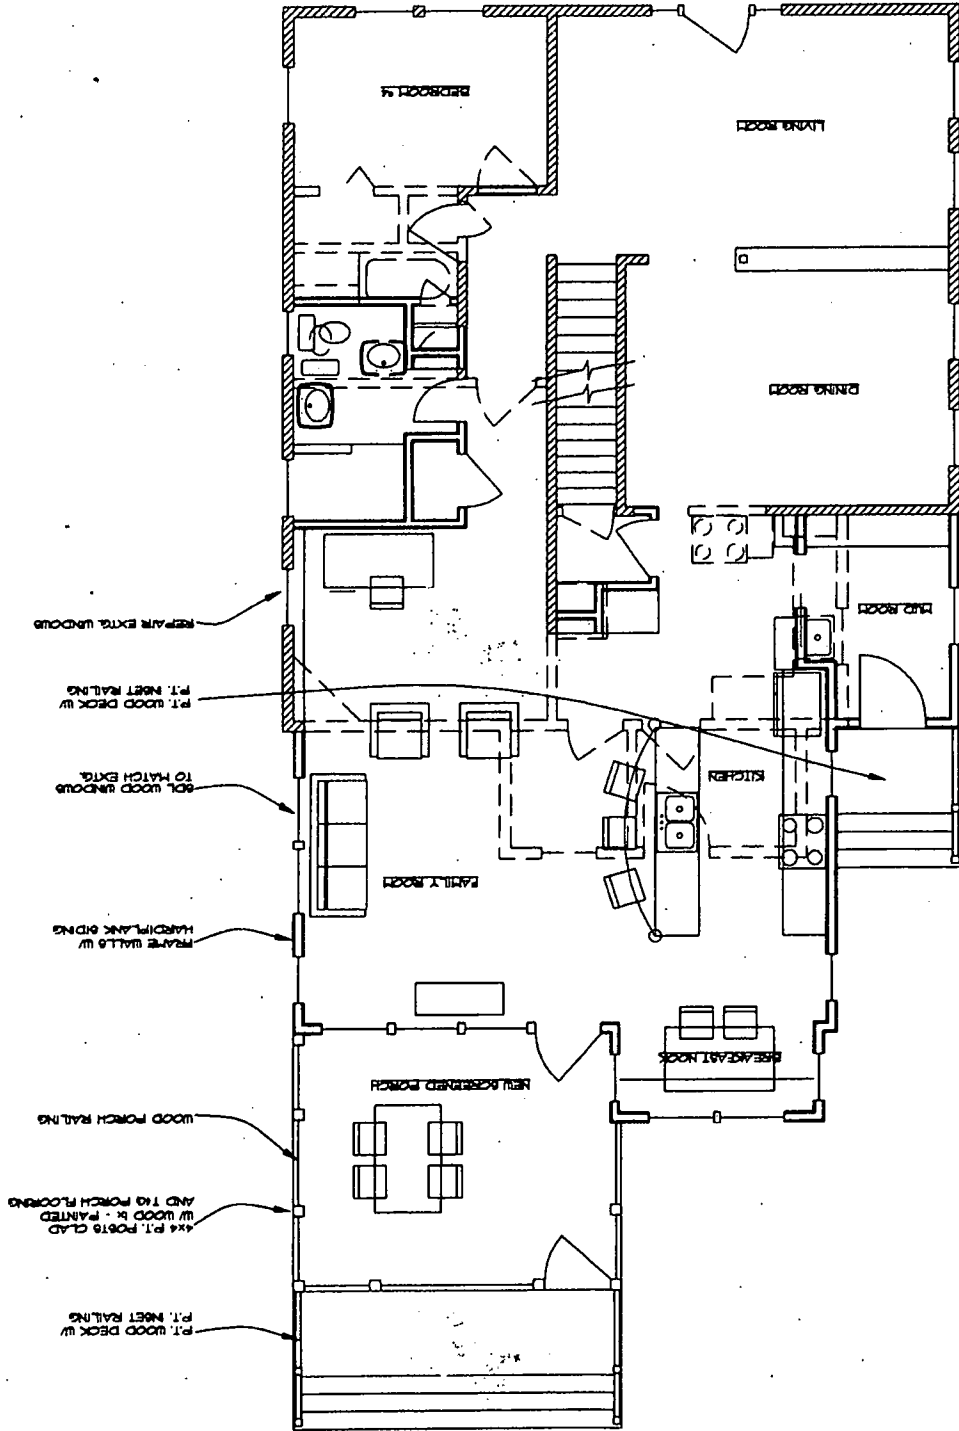 P.T. WOOD DECK W/
P.T. INSET RAILING
4x4 P.T. POSTS CLAD
W/ WOOD 1x - PAINTED
AND T&G PORCH FLOORING
WOOD PORCH RAILING
NEW SCREENED PORCH
BREAKFAST NOOK
FRAME WALLS W/
HARDIPLANK SIDING
FAMILY ROOM
SDL WOOD WINDOWS
TO MATCH EXTG.
KITCHEN
P.T. WOOD DECK W/
P.T. INSET RAILING
REPAIR EXTG. WINDOWS
MUD ROOM
DINING ROOM
LIVING ROOM
BEDROOM #4